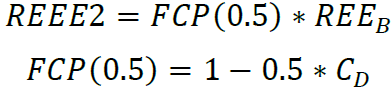 REEE2 = FCP(0.5) * REE_B
FCP(0.5) = 1 − 0.5 * C_D